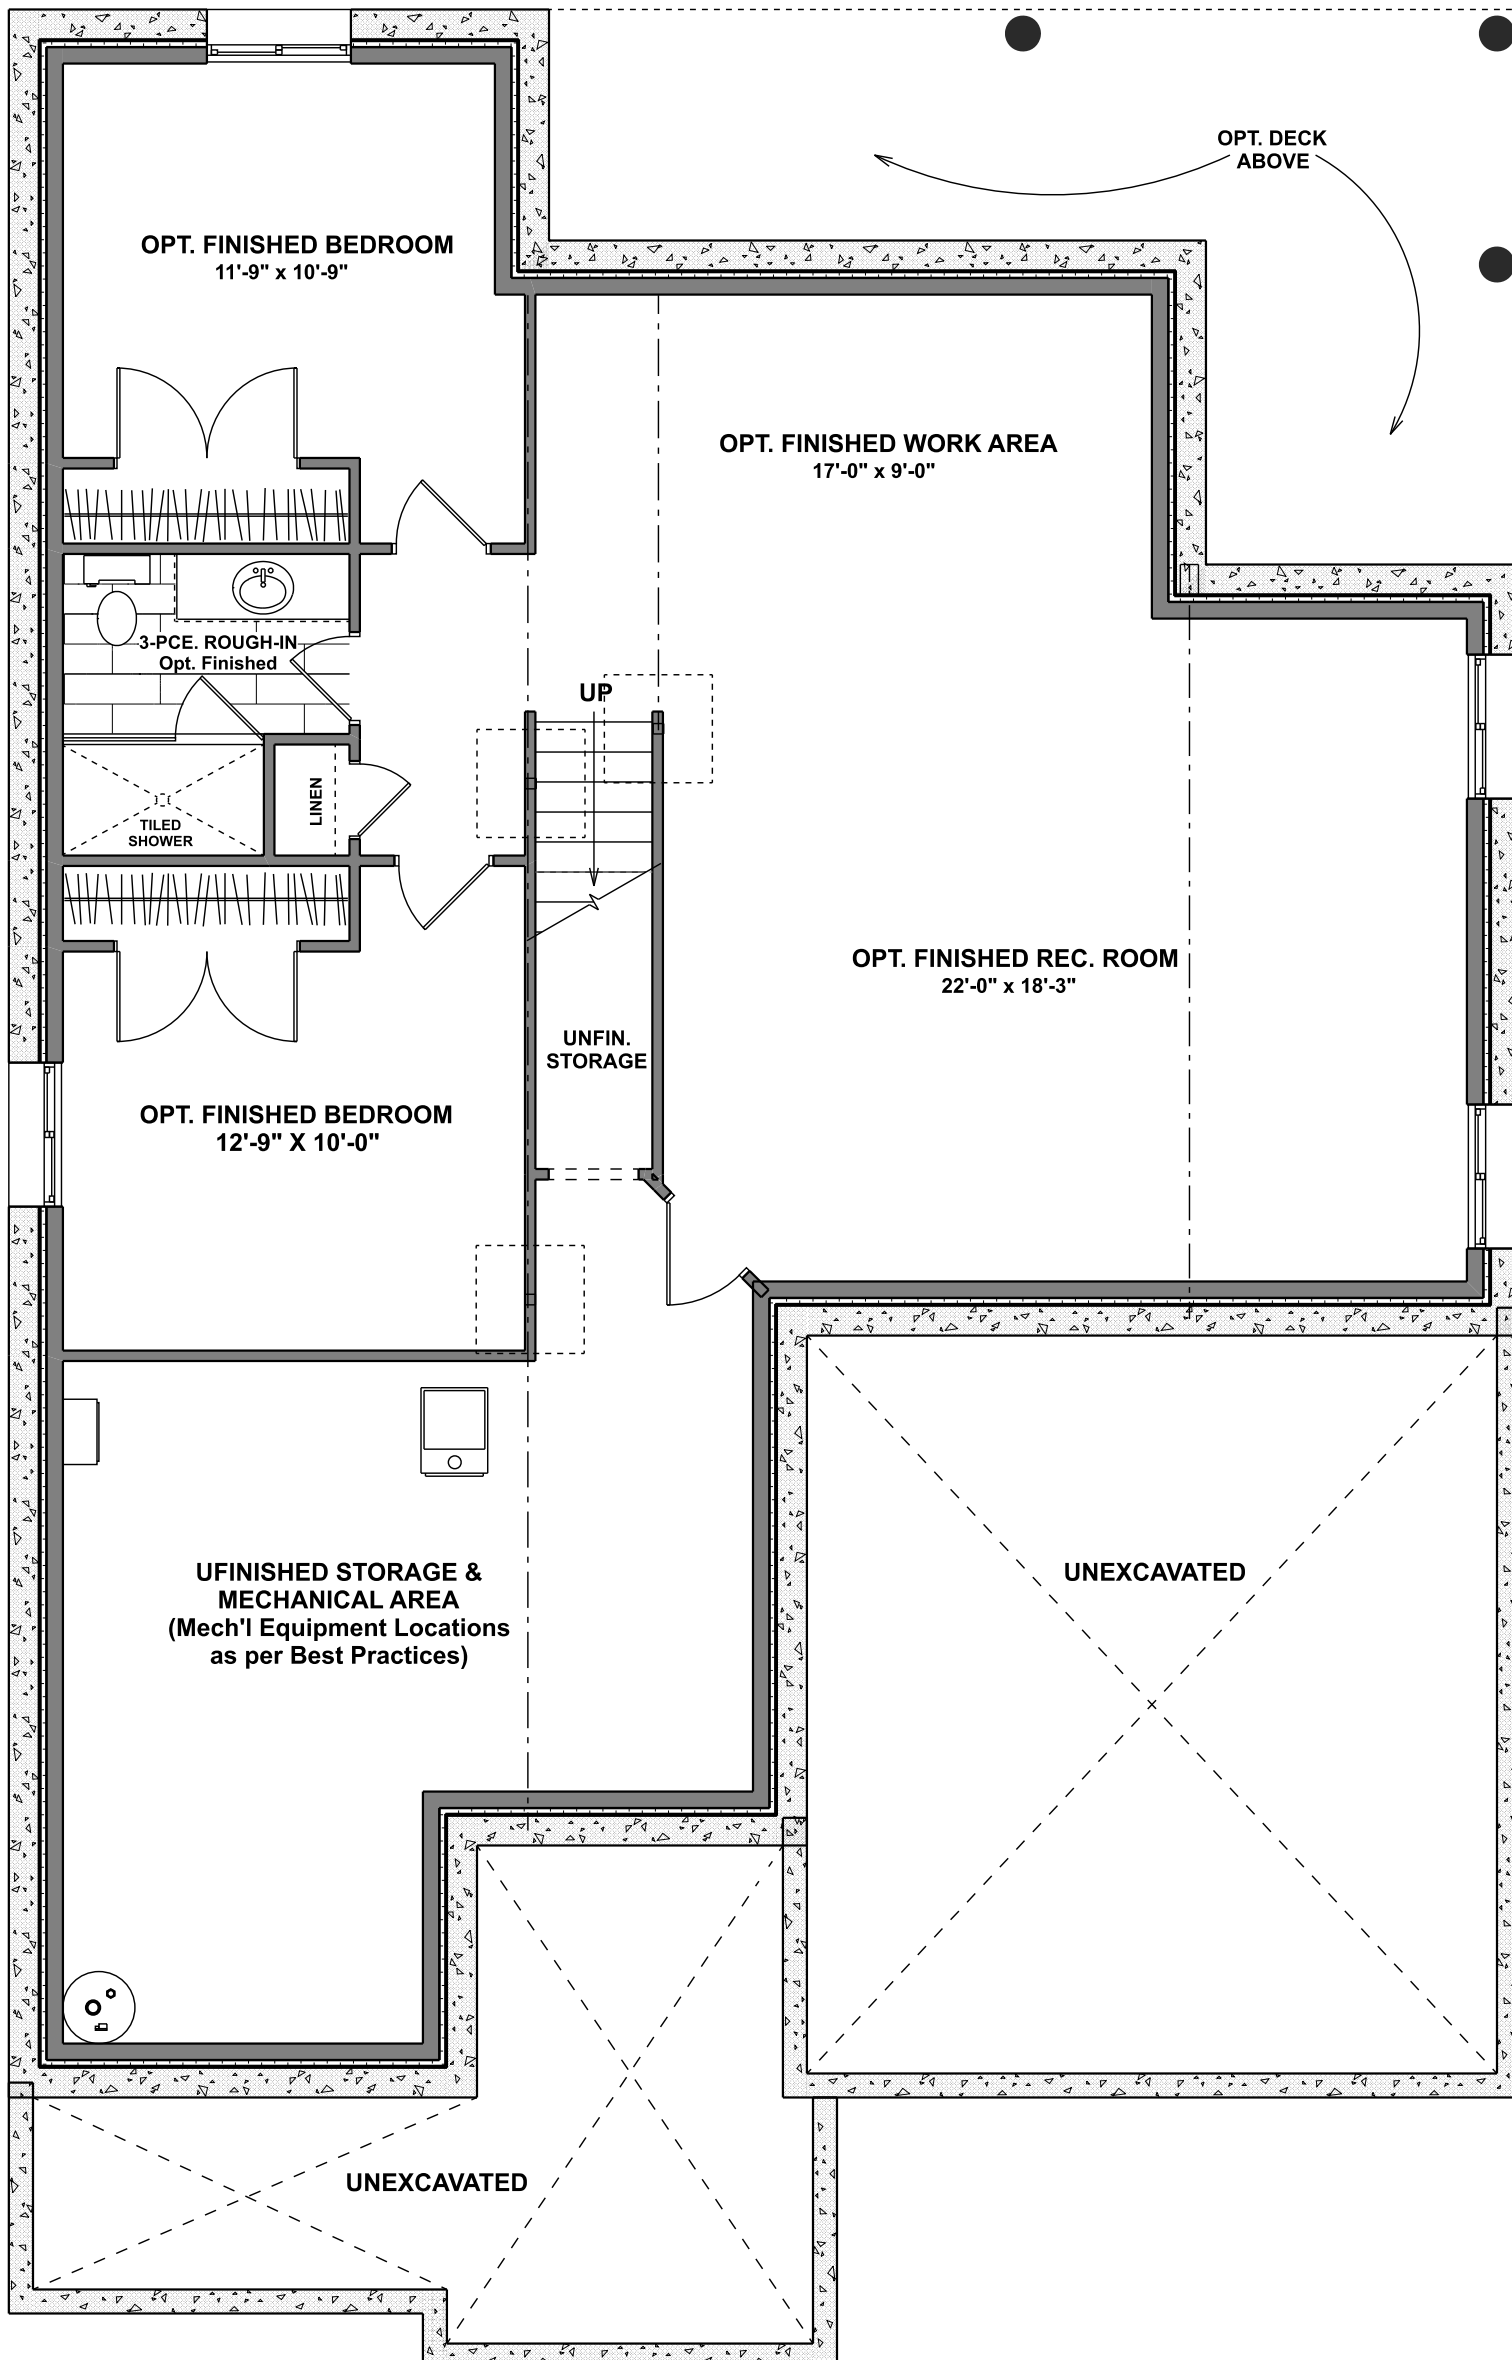 OPT. DECK
ABOVE
OPT. FINISHED BEDROOM
11'-9" x 10'-9"
OPT. FINISHED WORK AREA
17'-0" x 9'-0"
3-PCE. ROUGH-IN
Opt. Finished
UP
LINEN
TILED
SHOWER
OPT. FINISHED REC. ROOM
22'-0" x 18'-3"
UNFIN.
STORAGE
OPT. FINISHED BEDROOM
12'-9" X 10'-0"
UFINISHED STORAGE &
MECHANICAL AREA
(Mech'l Equipment Locations
as per Best Practices)
UNEXCAVATED
UNEXCAVATED